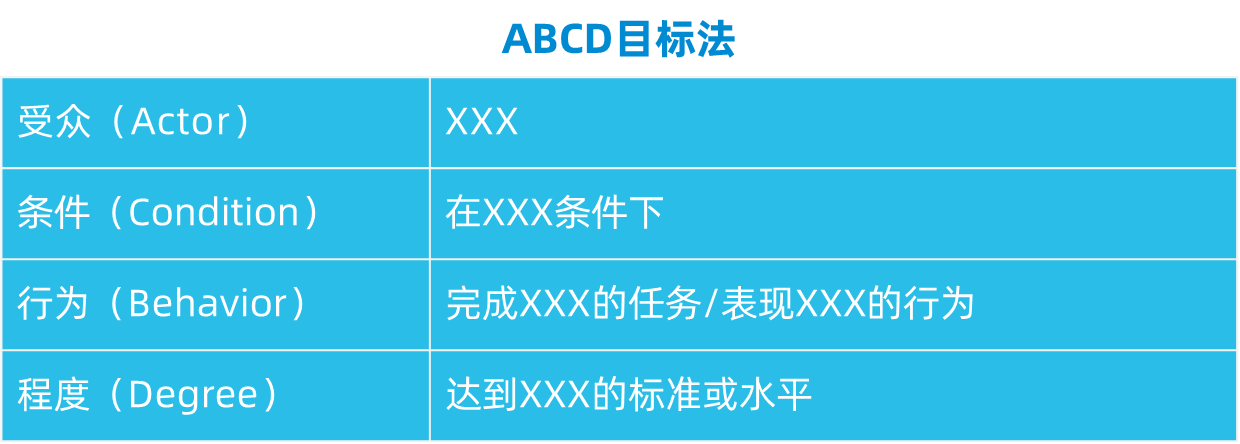 ABCD目标法
受众（Actor） XXX
条件（Condition） 在XXX条件下
行为（Behavior） 完成XXX的任务/表现XXX的行为
程度（Degree） 达到XXX的标准或水平